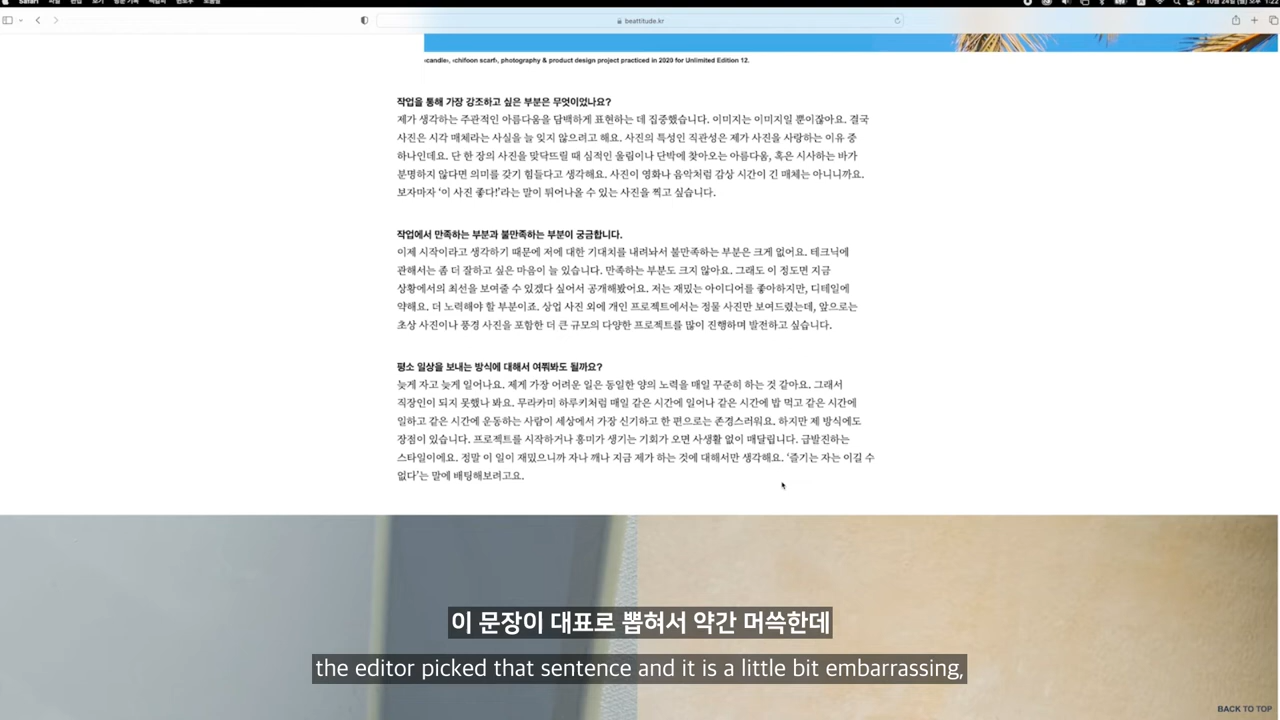 Safari 파일 편집 보기 방문 기록 책갈피 윈도우 도움말
10월 24일 (월) 오후 1:22
beattitude.kr
‹candle›, ‹chifoon scarf›, photography & product design project practiced in 2020 for Unlimited Edition 12.
작업을 통해 가장 강조하고 싶은 부분은 무엇이었나요?
제가 생각하는 주관적인 아름다움을 담백하게 표현하는 데 집중했습니다. 이미지는 이미지일 뿐이잖아요. 결국
사진은 시각 매체라는 사실을 늘 잊지 않으려고 해요. 사진의 특성인 직관성은 제가 사진을 사랑하는 이유 중
하나인데요. 단 한 장의 사진을 맞닥뜨릴 때 심적인 울림이나 단박에 찾아오는 아름다움, 혹은 시사하는 바가
분명하지 않다면 의미를 갖기 힘들다고 생각해요. 사진이 영화나 음악처럼 감상 시간이 긴 매체는 아니니까요.
보자마자 ‘이 사진 좋다!’라는 말이 튀어나올 수 있는 사진을 찍고 싶습니다.
작업에서 만족하는 부분과 불만족하는 부분이 궁금합니다.
이제 시작이라고 생각하기 때문에 저에 대한 기대치를 내려놔서 불만족하는 부분은 크게 없어요. 테크닉에
관해서는 좀 더 잘하고 싶은 마음이 늘 있습니다. 만족하는 부분도 크지 않아요. 그래도 이 정도면 지금
상황에서의 최선을 보여줄 수 있겠다 싶어서 공개해봤어요. 저는 재밌는 아이디어를 좋아하지만, 디테일에
약해요. 더 노력해야 할 부분이죠. 상업 사진 외에 개인 프로젝트에서는 정물 사진만 보여드렸는데, 앞으로는
초상 사진이나 풍경 사진을 포함한 더 큰 규모의 다양한 프로젝트를 많이 진행하며 발전하고 싶습니다.
평소 일상을 보내는 방식에 대해서 여쭤봐도 될까요?
늦게 자고 늦게 일어나요. 제게 가장 어려운 일은 동일한 양의 노력을 매일 꾸준히 하는 것 같아요. 그래서
직장인이 되지 못했나 봐요. 무라카미 하루키처럼 매일 같은 시간에 일어나 같은 시간에 밥 먹고 같은 시간에
일하고 같은 시간에 운동하는 사람이 세상에서 가장 신기하고 한 편으로는 존경스러워요. 하지만 제 방식에도
장점이 있습니다. 프로젝트를 시작하거나 흥미가 생기는 기회가 오면 사생활 없이 매달립니다. 급발진하는
스타일이에요. 정말 이 일이 재밌으니까 자나 깨나 지금 제가 하는 것에 대해서만 생각해요. ‘즐기는 자는 이길 수
없다’는 말에 배팅해보려고요.
이 문장이 대표로 뽑혀서 약간 머쓱한데
the editor picked that sentence and it is a little bit embarrassing,
BACK TO TOP